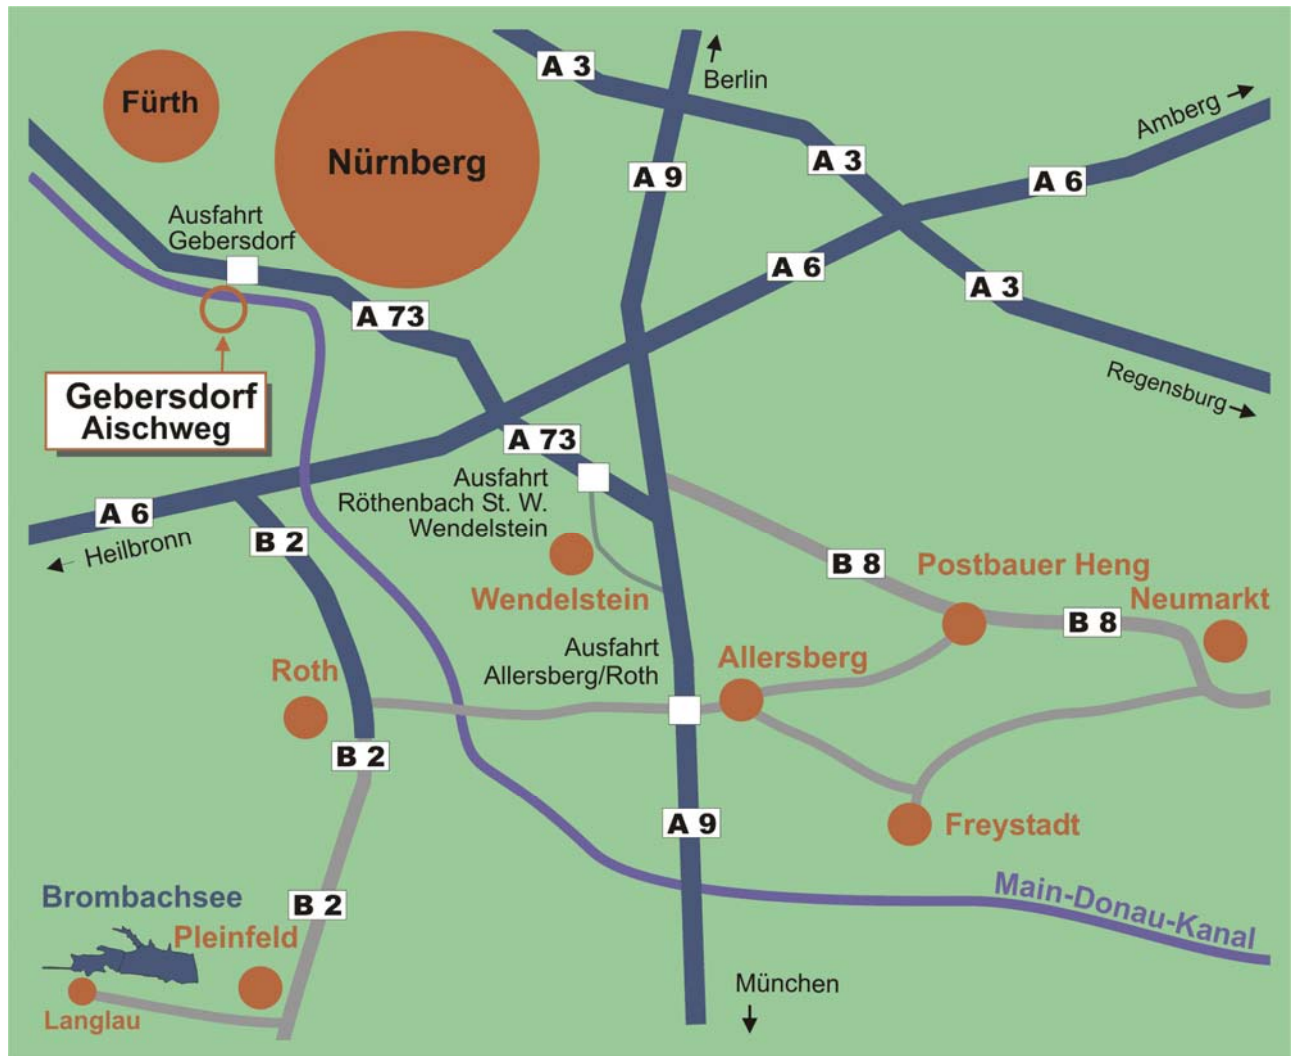 A 3
Berlin
Fürth
Amberg
Nürnberg
A 3
A 9
A 6
Ausfahrt
Gebersdorf
A 6
A 3
A 73
Regensburg
Gebersdorf
Aischweg
A 73
Ausfahrt
Röthenbach St. W.
Wendelstein
A 6
Heilbronn
B 2
B 8
Postbauer Heng
Neumarkt
Wendelstein
B 8
Ausfahrt
Allersberg/Roth
Allersberg
Roth
B 2
A 9
Freystadt
Brombachsee
Main-Donau-Kanal
B 2
Pleinfeld
München
Langlau